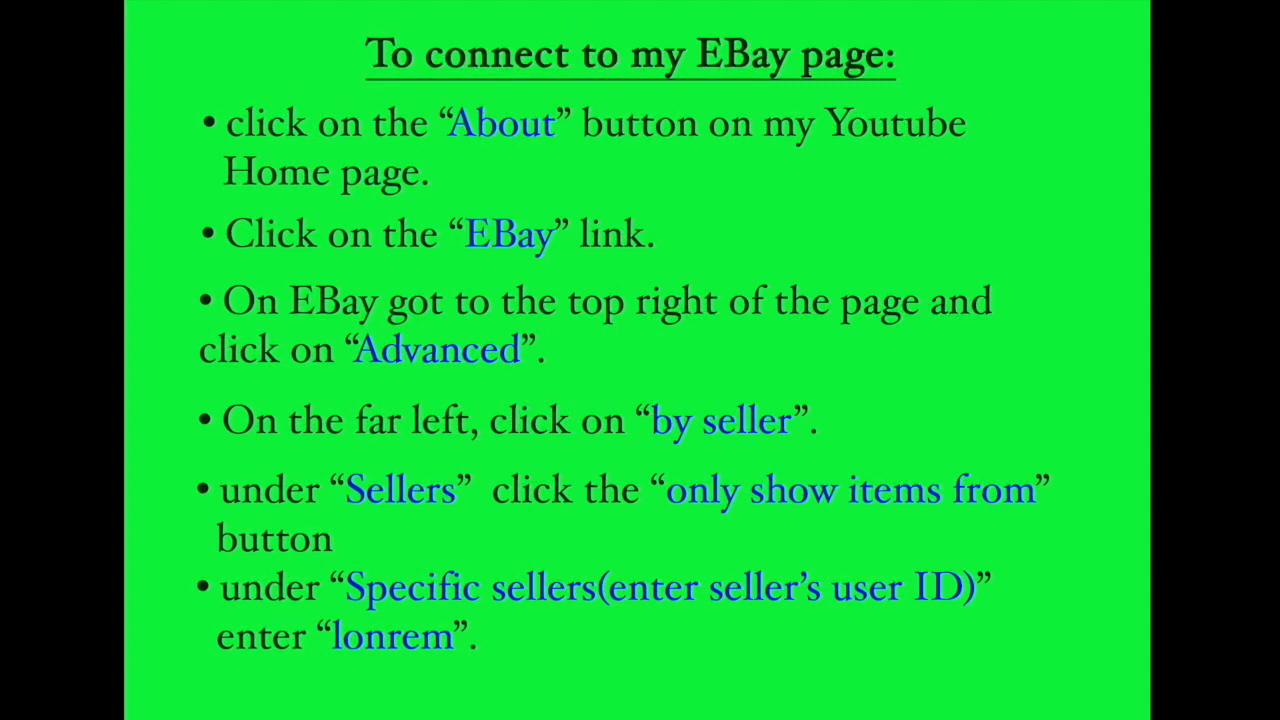 To connect to my EBay page:
• click on the “About” button on my Youtube
Home page.
• Click on the “EBay” link.
• On EBay got to the top right of the page and
click on “Advanced”.
• On the far left, click on “by seller”.
• under “Sellers”  click the “only show items from”
button
• under “Specific sellers(enter seller’s user ID)”
enter “lonrem”.